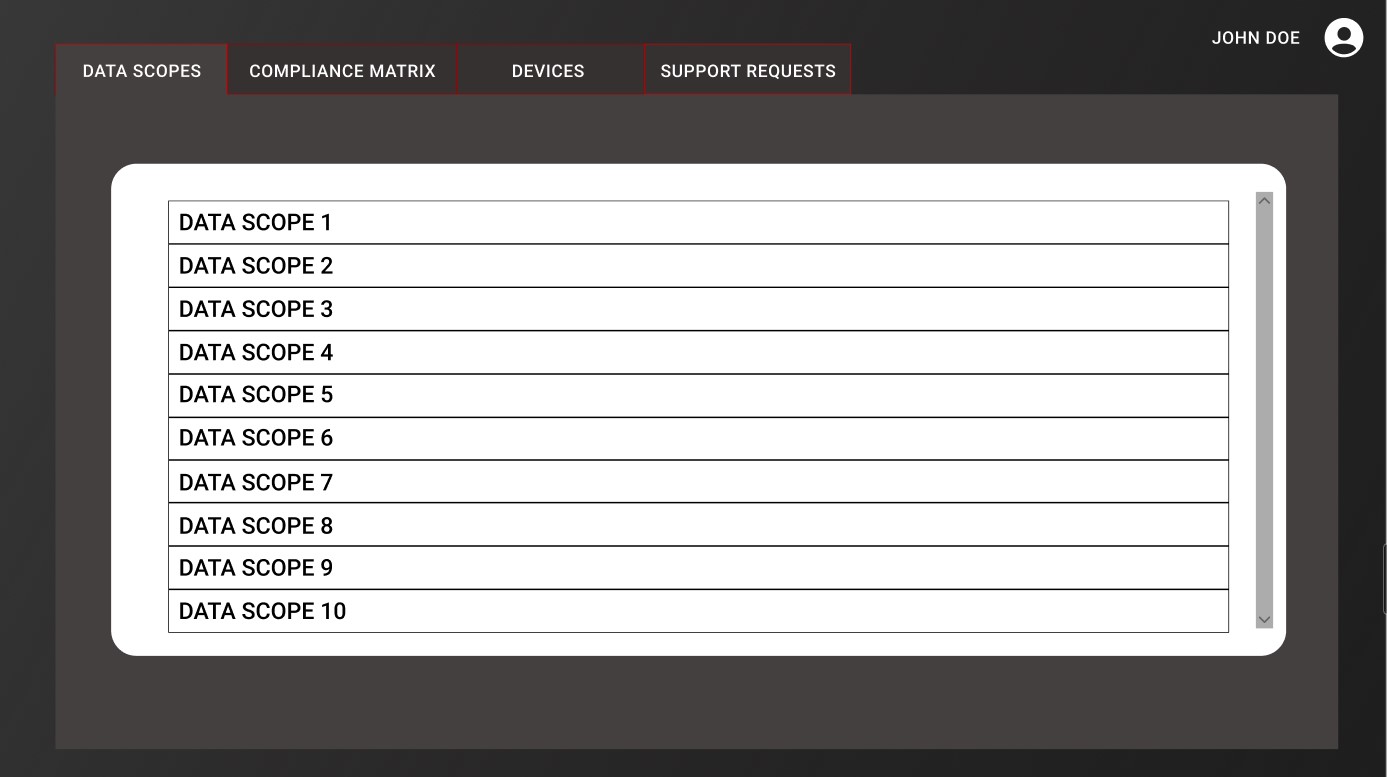 JOHN DOE
DATA SCOPES
COMPLIANCE MATRIX
DEVICES
SUPPORT REQUESTS
DATA SCOPE 1
DATA SCOPE 2
DATA SCOPE 3
DATA SCOPE 4
DATA SCOPE 5
DATA SCOPE 6
DATA SCOPE 7
DATA SCOPE 8
DATA SCOPE 9
DATA SCOPE 10